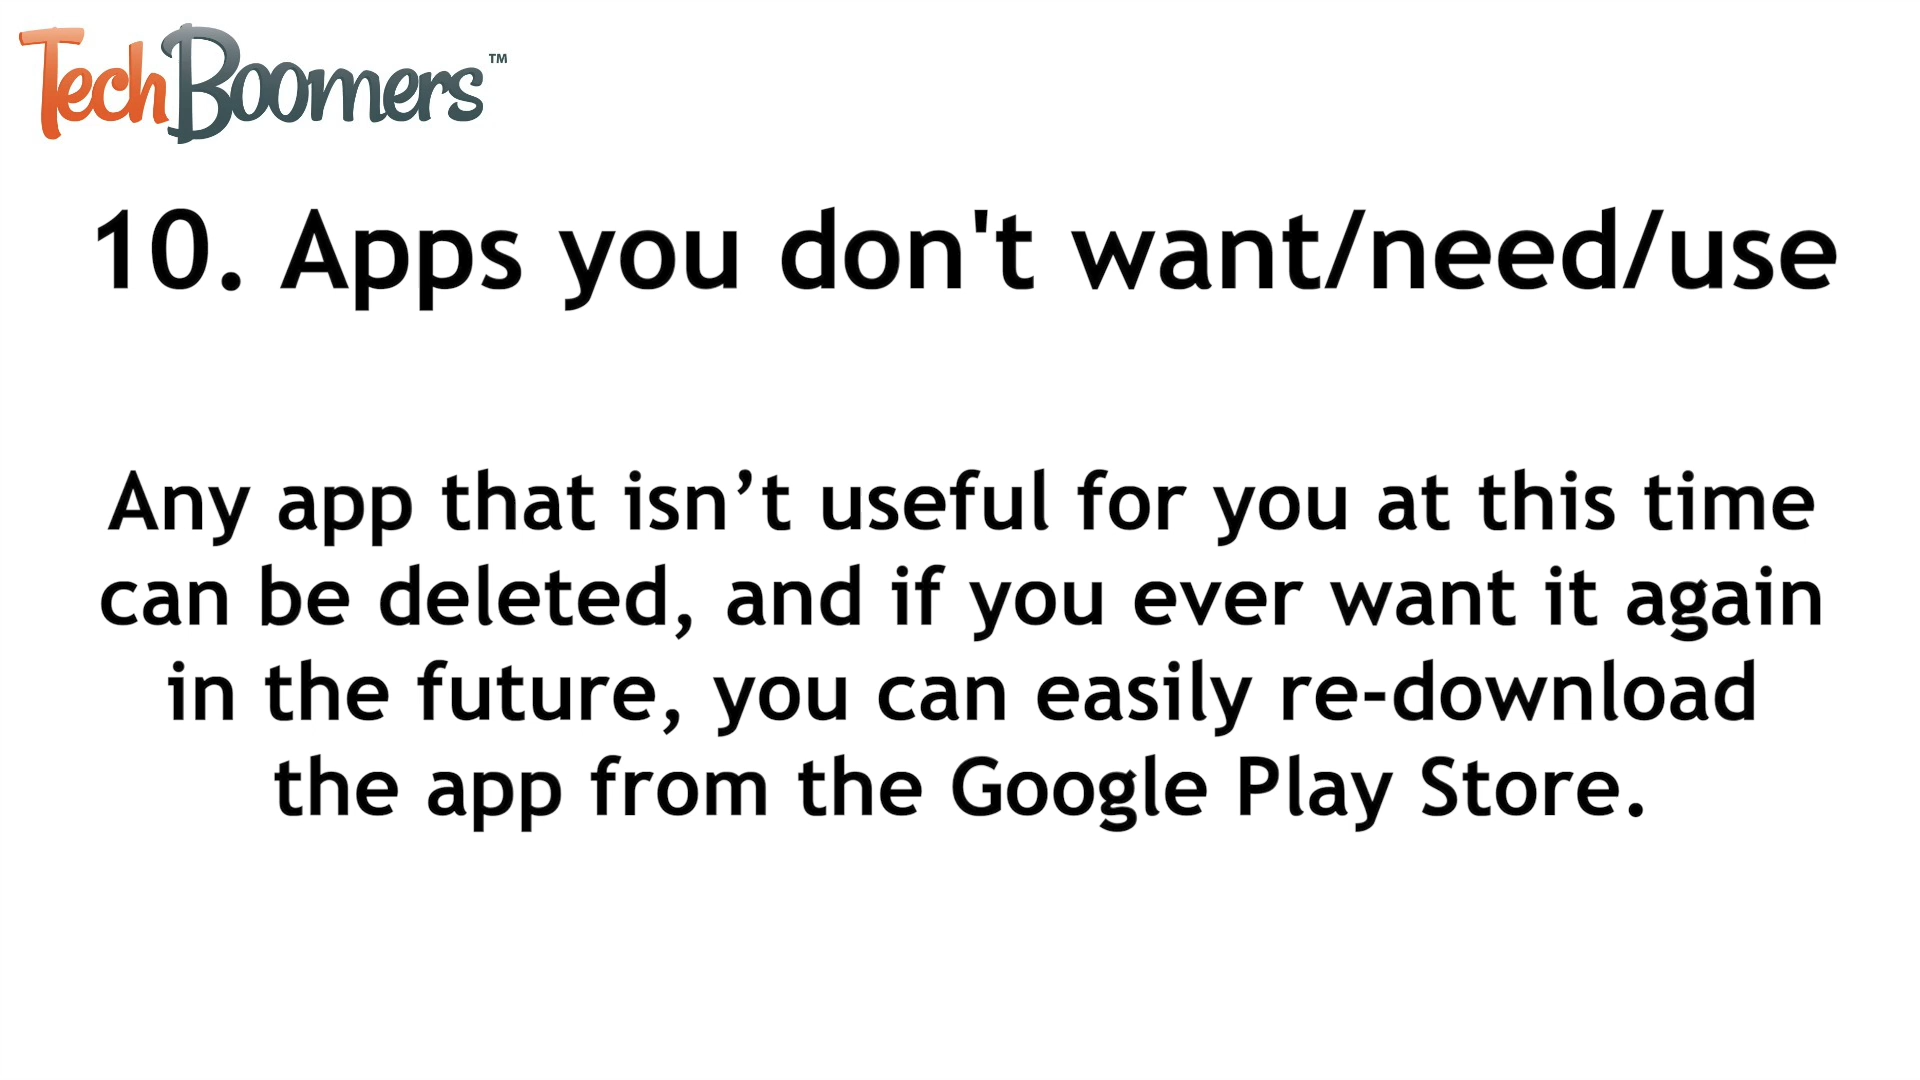 TechBoomers™
10. Apps you don't want/need/use
Any app that isn’t useful for you at this time
can be deleted, and if you ever want it again
in the future, you can easily re-download
the app from the Google Play Store.